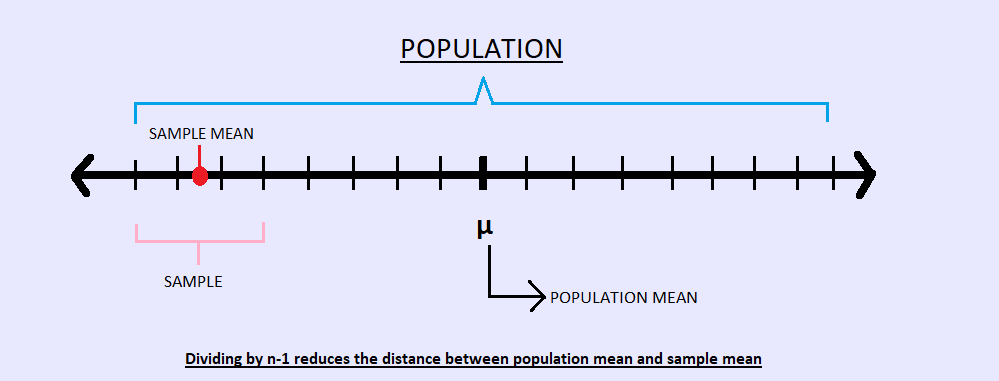 POPULATION
SAMPLE MEAN
μ
SAMPLE
POPULATION MEAN
Dividing by n-1 reduces the distance between population mean and sample mean